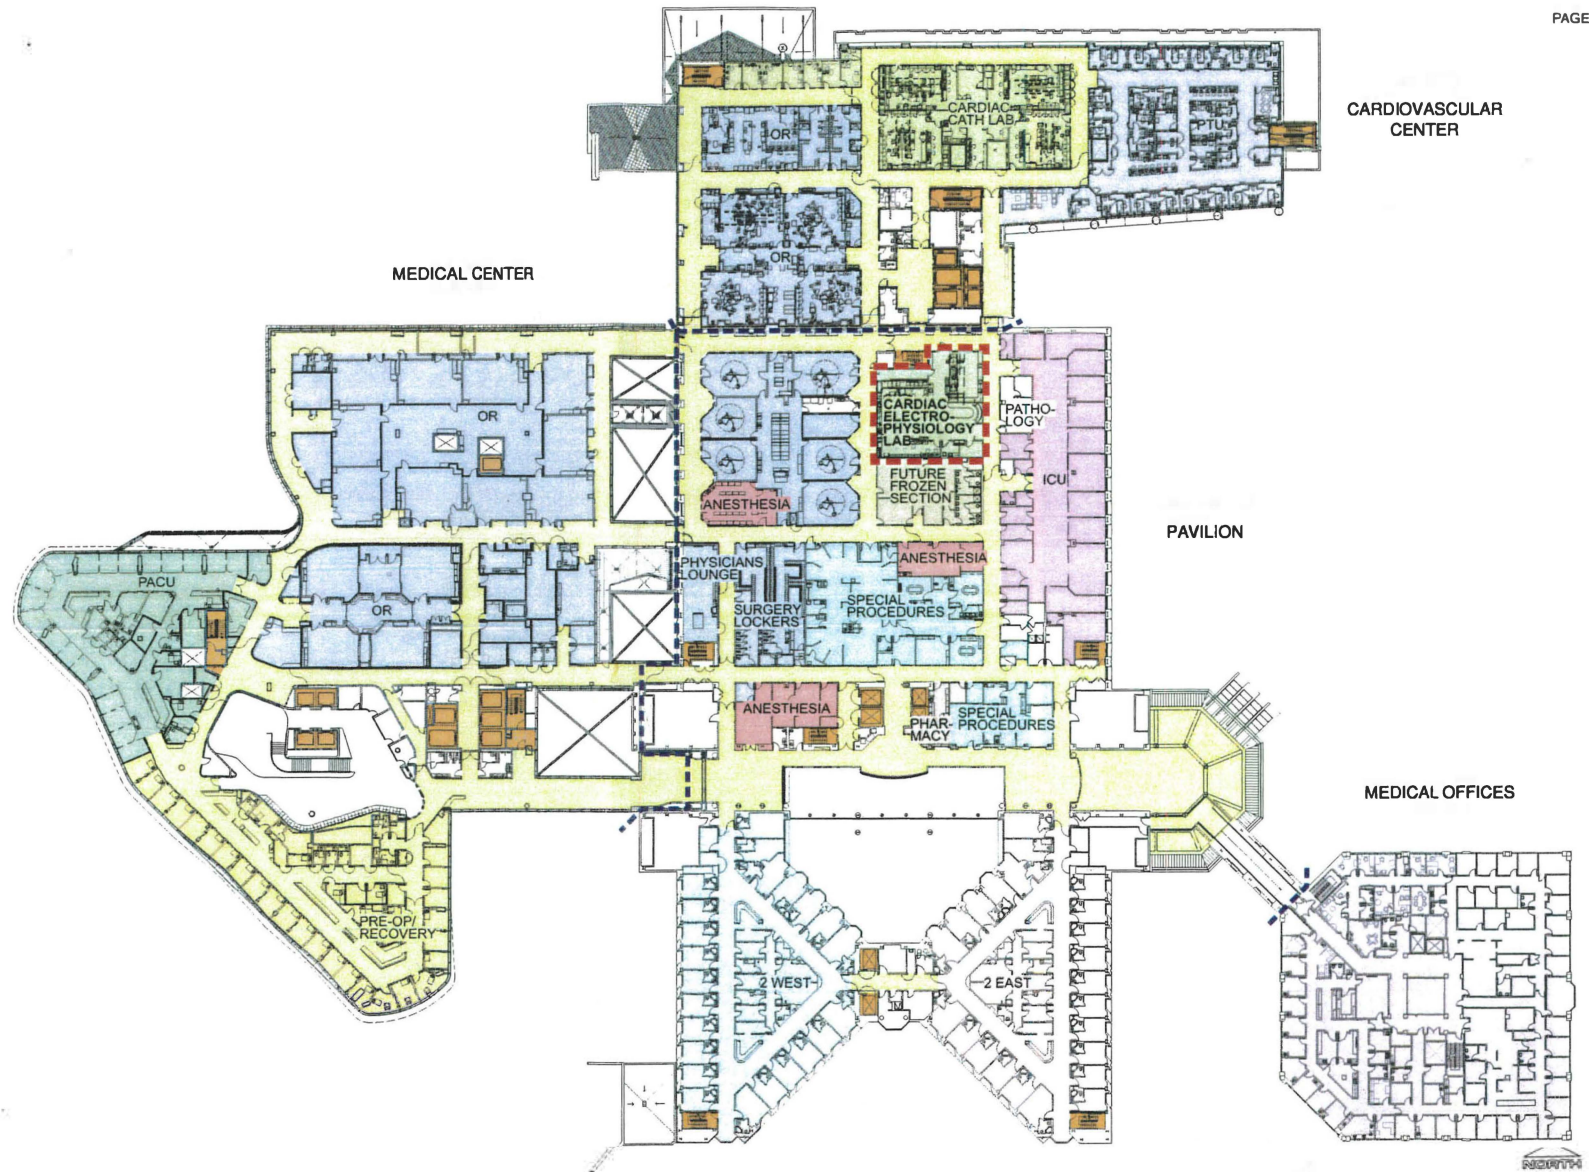 PAGE
CARDIOVASCULAR
CENTER
CARDIAC
CATH LAB
OR
PTU
OR
MEDICAL CENTER
OR
CARDIAC
ELECTRO-
PHYSIOLOGY
LAB
PATHO-
LOGY
FUTURE
FROZEN
SECTION
ICU
ANESTHESIA
PAVILION
PHYSICIANS
LOUNGE
ANESTHESIA
PACU
OR
SURGERY
LOCKERS
SPECIAL
PROCEDURES
ANESTHESIA
PHAR-
MACY
SPECIAL
PROCEDURES
MEDICAL OFFICES
PRE-OP/
RECOVERY
2 WEST
2 EAST
NORTH